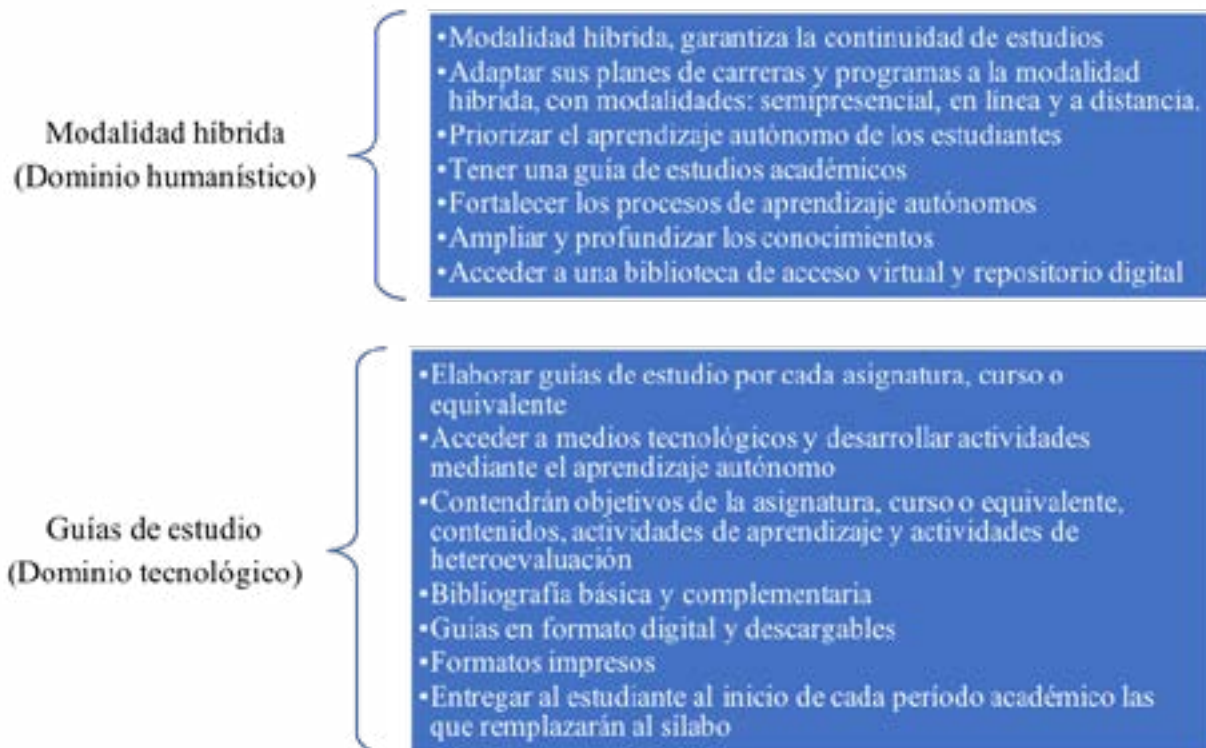 Modalidad híbrida
(Dominio humanístico)
•Modalidad híbrida, garantiza la continuidad de estudios
•Adaptar sus planes de carreras y programas a la modalidad
híbrida, con modalidades: semipresencial, en línea y a distancia.
•Priorizar el aprendizaje autónomo de los estudiantes
•Tener una guía de estudios académicos
•Fortalecer los procesos de aprendizaje autónomos
•Ampliar y profundizar los conocimientos
•Acceder a una biblioteca de acceso virtual y repositorio digital
Guías de estudio
(Dominio tecnológico)
•Elaborar guías de estudio por cada asignatura, curso o
equivalente
•Acceder a medios tecnológicos y desarrollar actividades
mediante el aprendizaje autónomo
•Contendrán objetivos de la asignatura, curso o equivalente,
contenidos, actividades de aprendizaje y actividades de
heteroevaluación
•Bibliografía básica y complementaria
•Guías en formato digital y descargables
•Formatos impresos
•Entregar al estudiante al inicio de cada período académico las
que remplazarán al sílabo